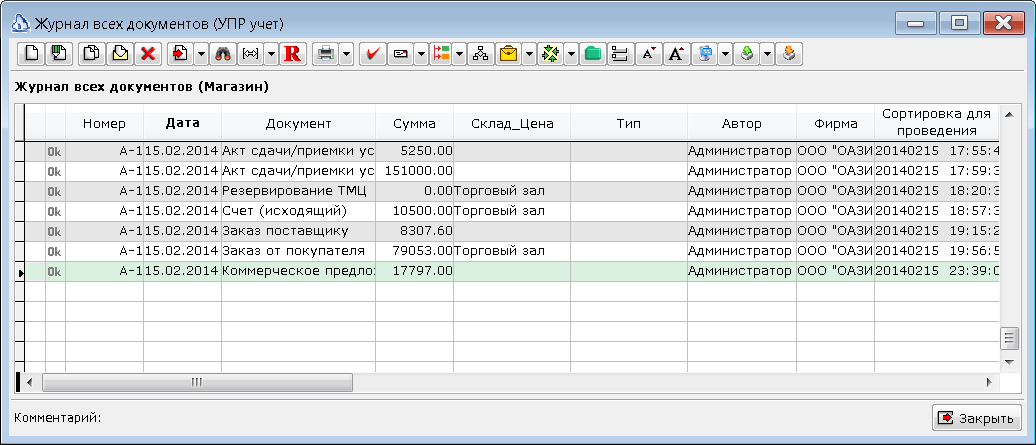 Журнал всех документов (УПР учет)
R
Журнал всех документов (Магазин)
Номер Дата Документ Сумма Склад_Цена Тип Автор Фирма Сортировка для проведения
Ok А-1 15.02.2014 Акт сдачи/приемки ус 5250.00 Администратор ООО "ОАЗИ 20140215 17:55:4
Ok А-1 15.02.2014 Акт сдачи/приемки ус 151000.00 Администратор ООО "ОАЗИ 20140215 17:59:3
Ok А-1 15.02.2014 Резервирование ТМЦ 0.00 Торговый зал Администратор ООО "ОАЗИ 20140215 18:20:3
Ok А-1 15.02.2014 Счет (исходящий) 10500.00 Торговый зал Администратор ООО "ОАЗИ 20140215 18:57:3
Ok А-1 15.02.2014 Заказ поставщику 8307.60 Администратор ООО "ОАЗИ 20140215 19:15:2
Ok А-1 15.02.2014 Заказ от покупателя 79053.00 Торговый зал Администратор ООО "ОАЗИ 20140215 19:56:5
Ok А-1 15.02.2014 Коммерческое предло 17797.00 Администратор ООО "ОАЗИ 20140215 23:39:0
Комментарий:
Закрыть